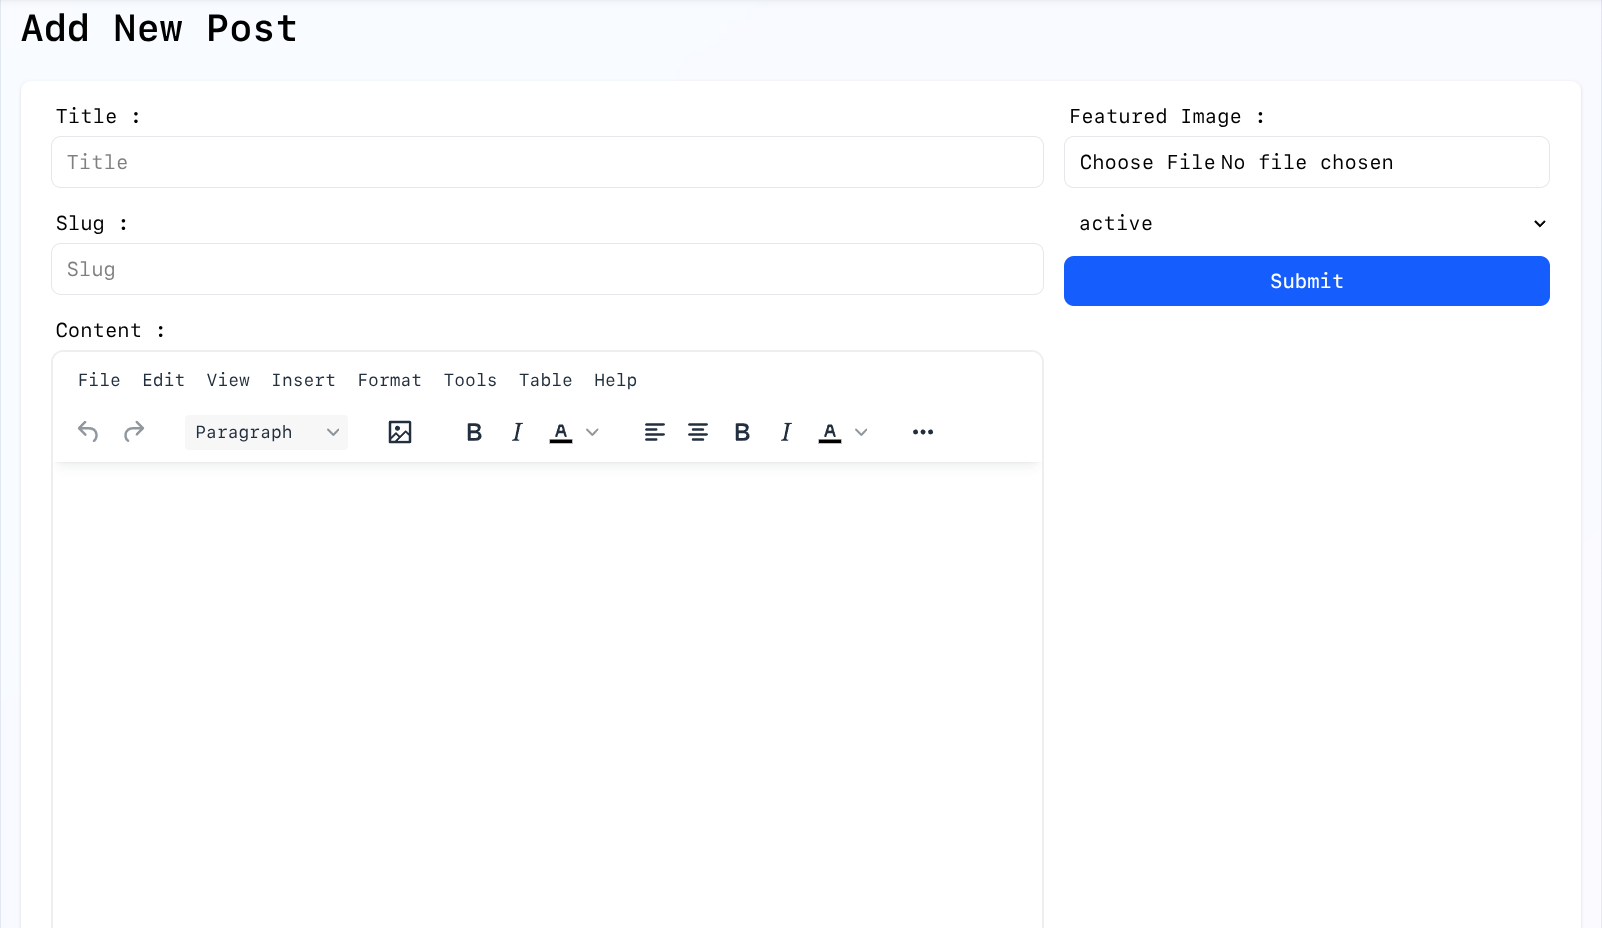 Add New Post
Title :
Title
Slug :
Slug
Content :
File Edit View Insert Format Tools Table Help
Paragraph B I A B I A
Featured Image :
Choose File No file chosen
active
Submit